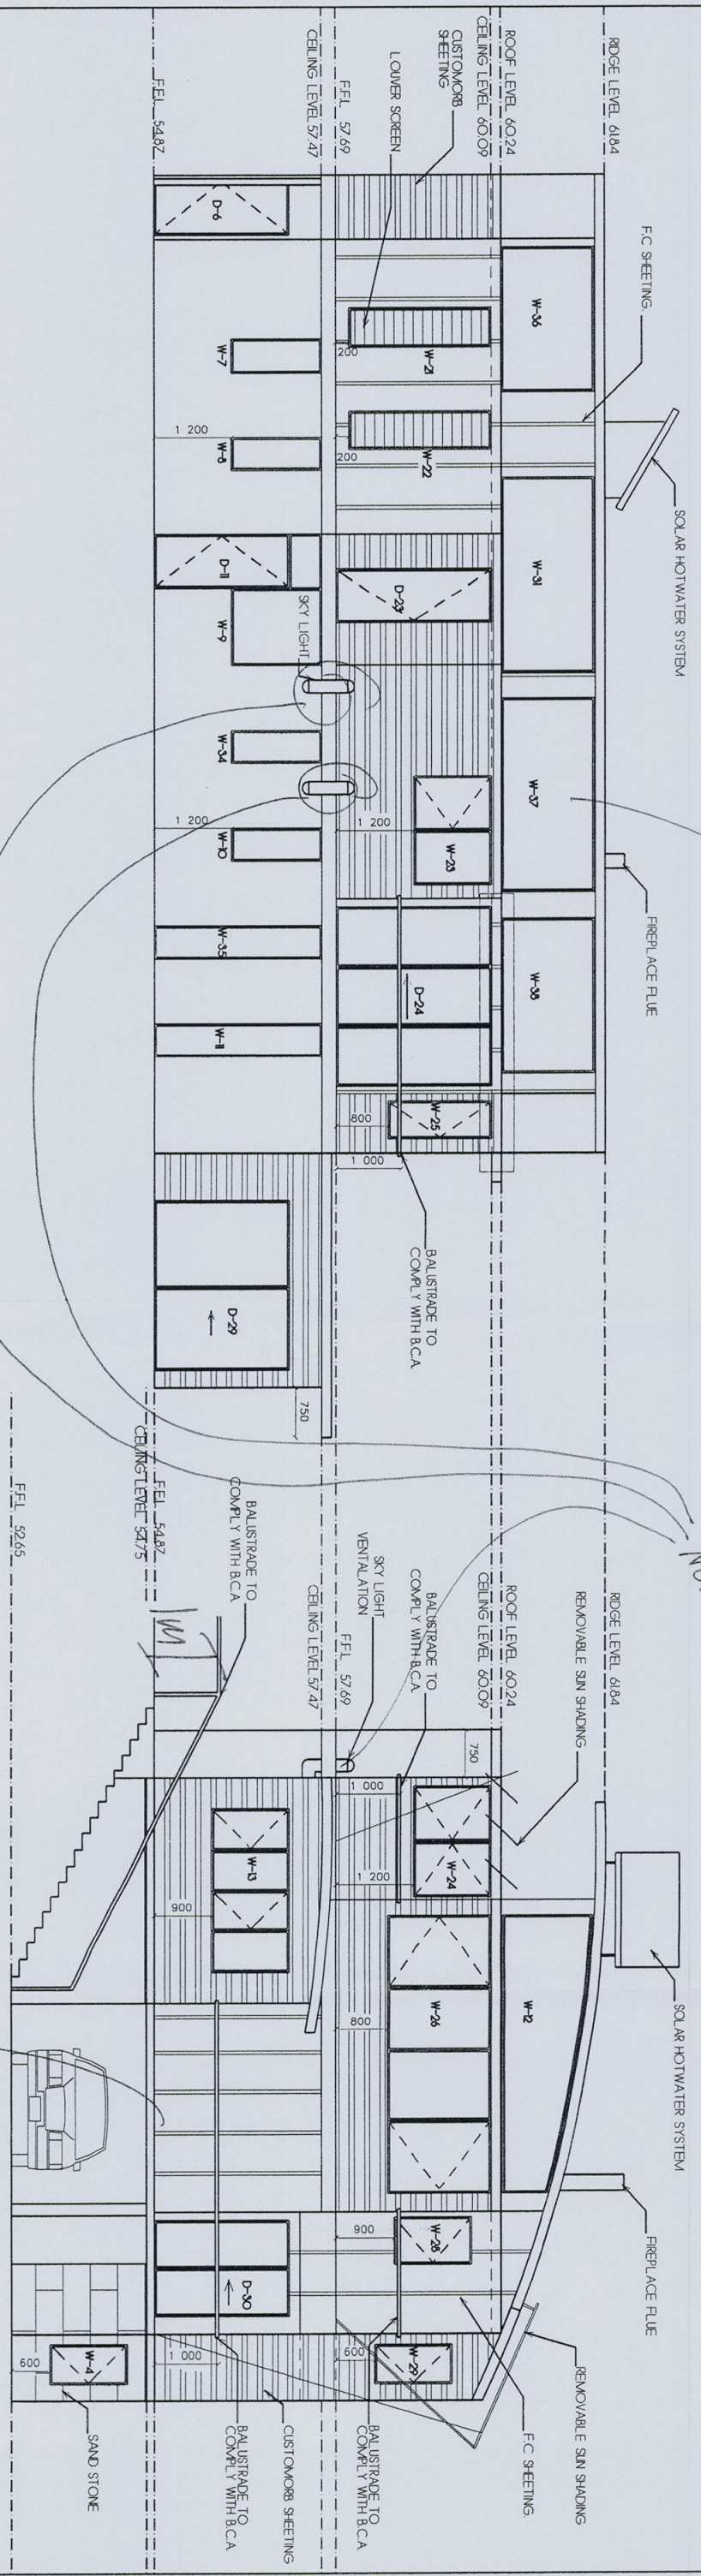 RIDGE LEVEL 61.84
ROOF LEVEL 60.24
CEILING LEVEL 60.09
CUSTOMORB
SHEETING
LOUVER SCREEN
F.F.L 57.69
CEILING LEVEL 57.47
F.F.L 54.87
F.C SHEETING.
SOLAR HOTWATER SYSTEM
FIREPLACE FLUE
W-36
W-31
W-37
W-38
W-21
W-22
200
200
D-23
W-23
1 200
D-24
W-25
800
1 000
BALUSTRADE TO
COMPLY WITH B.C.A
D-6
W-7
1 200
W-8
D-11
W-9
SKY LIGHT
W-34
1 200
W-10
W-35
W-11
D-29
750
RIDGE LEVEL 61.84
REMOVABLE SUN SHADING
ROOF LEVEL 60.24
CEILING LEVEL 60.09
BALUSTRADE TO
COMPLY WITH B.C.A
F.F.L 57.69
SKY LIGHT
VENTALATION
CEILING LEVEL 57.47
BALUSTRADE TO
COMPLY WITH B.C.A
F.F.L 54.87
CEILING LEVEL 54.75
F.F.L 52.65
1m
SOLAR HOTWATER SYSTEM
FIREPLACE FLUE
REMOVABLE SUN SHADING
F.C SHEETING.
750
1 000
W-24
1 200
W-12
W-26
800
W-28
900
W-29
600
W-13
900
D-30
1 000
W-4
600
BALUSTRADE TO
COMPLY WITH B.C.A
CUSTOMORB SHEETING
BALUSTRADE TO
COMPLY WITH B.C.A
SAND STONE